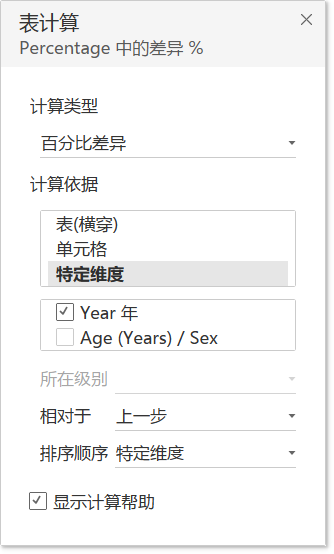 表计算
Percentage 中的差异 %
计算类型
百分比差异
计算依据
表(横穿)
单元格
特定维度
Year 年
Age (Years) / Sex
所在级别
相对于 上一步
排序顺序 特定维度
显示计算帮助